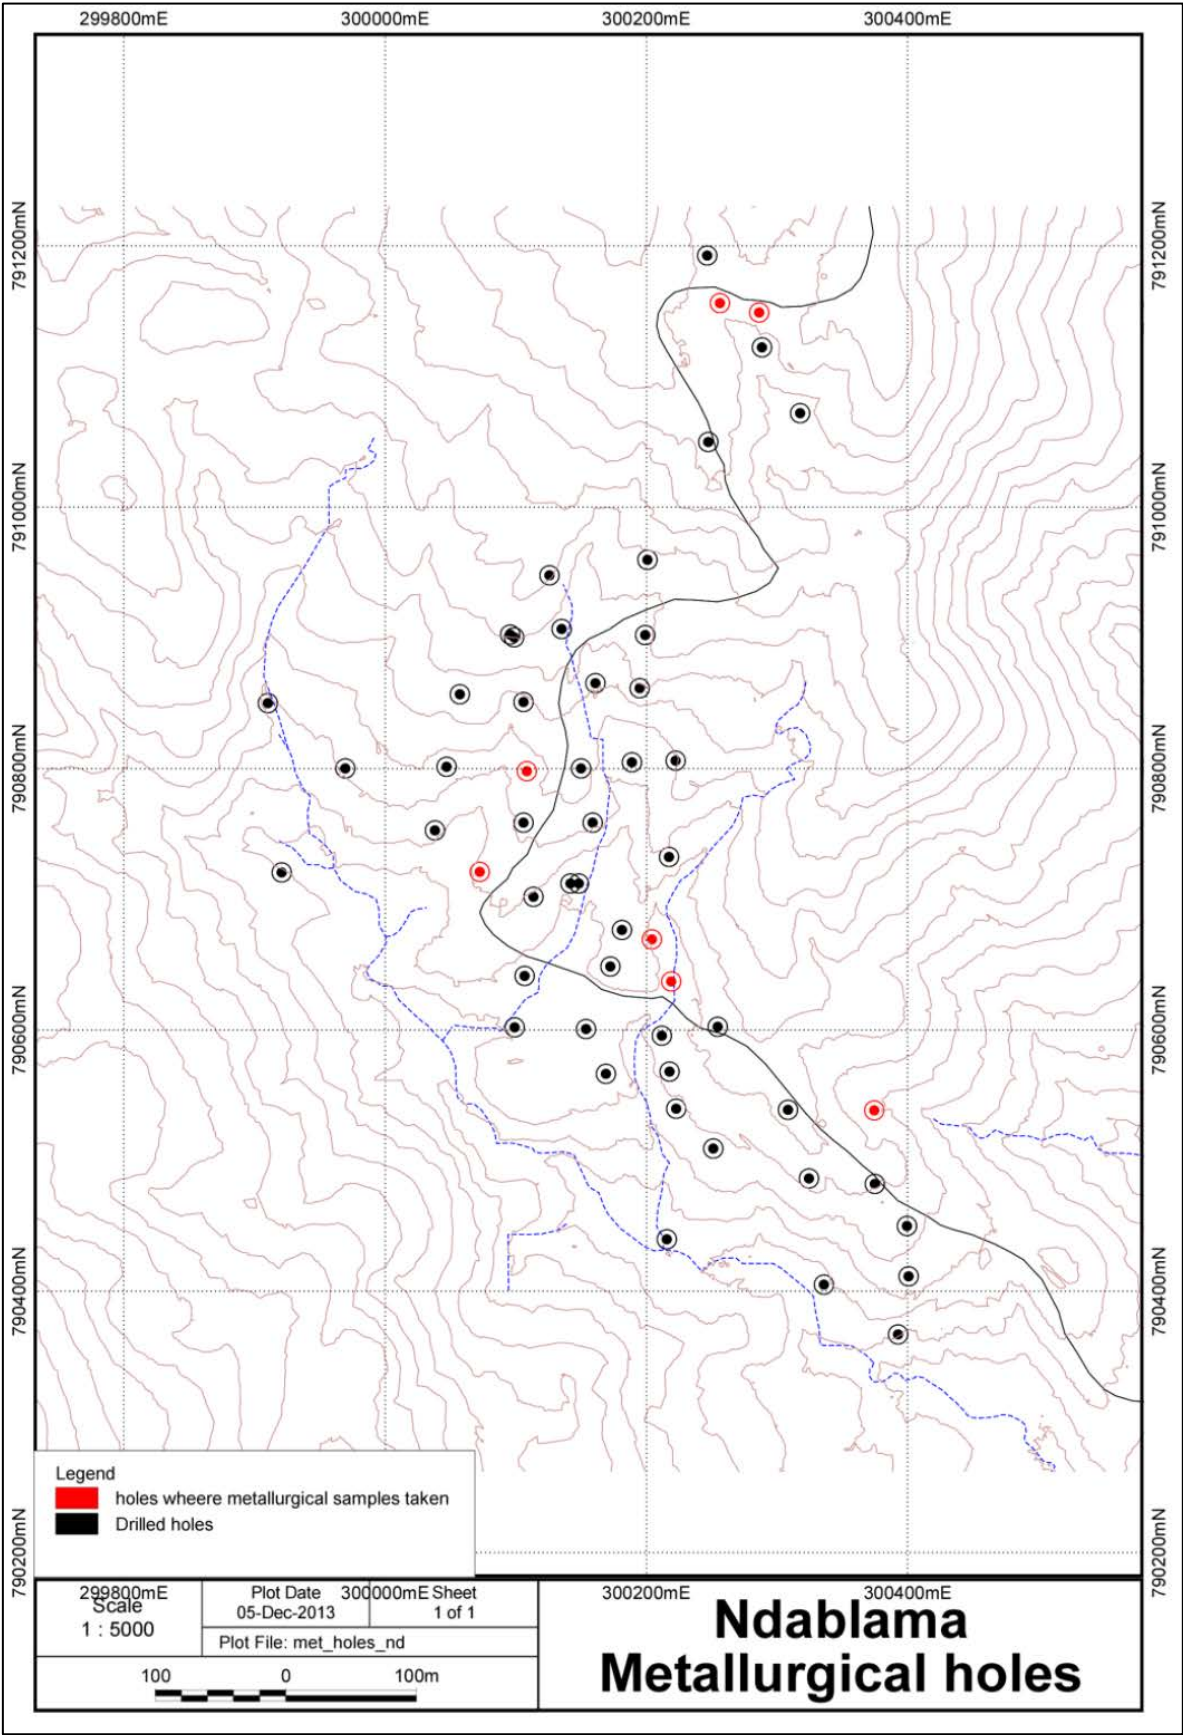 299800mE 300000mE 300200mE 300400mE
791200mN 791200mN
791000mN 791000mN
790800mN 790800mN
790600mN 790600mN
790400mN 790400mN
790200mN 790200mN
Legend
holes wheere metallurgical samples taken
Drilled holes
299800mE 300000mE 300200mE 300400mE
Scale
1 : 5000
Plot Date
05-Dec-2013
Sheet
1 of 1
Plot File: met_holes_nd
100 0 100m
Ndablama
Metallurgical holes